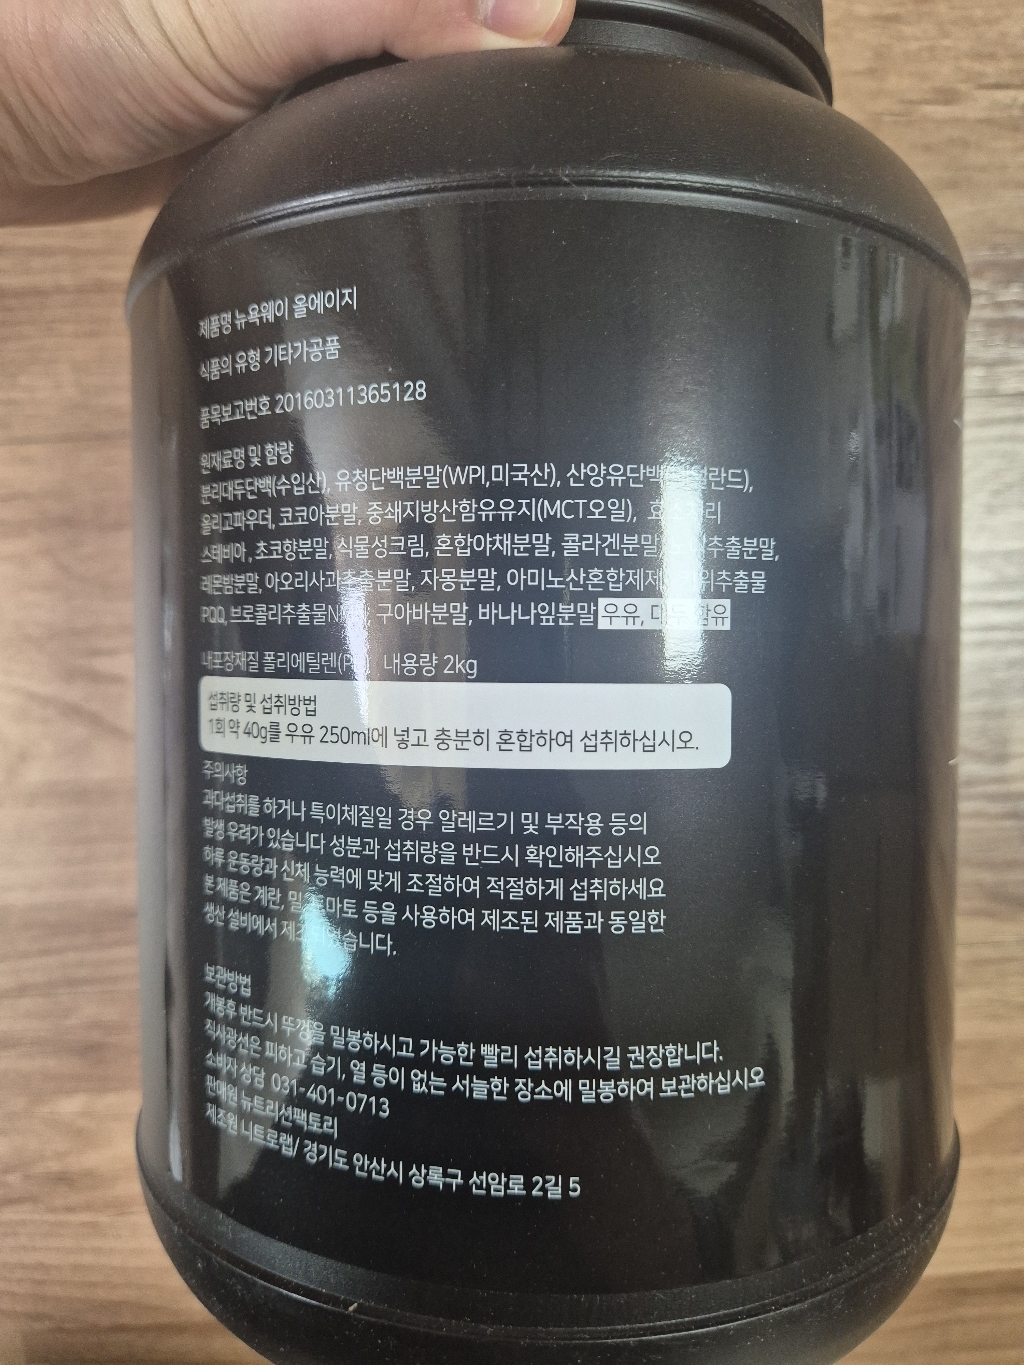 제품명 뉴욕웨이 올에이지
식품의 유형 기타가공품
품목보고번호 20160311365128
원재료명 및 함량
분리대두단백(수입산), 유청단백분말(WPI,미국산), 산양유단백
올리고파우더, 코코아분말, 중쇄지방산함유유지(MCT오일),
스테비아, 초코향분말, 식물성크림, 혼합야채분말, 콜라겐분말,
레몬밤분말, 아오리사과추출분말, 자몽분말, 아미노산혼합제제,
PQQ, 브로콜리추출물 구아바분말, 바나나잎분말 우유,
내포장재질 폴리에틸렌 내용량 2kg
섭취량 및 섭취방법
1회 약 40g를 우유 250ml에 넣고 충분히 혼합하여 섭취하십시오.
주의사항
과다섭취를 하거나 특이체질일 경우 알레르기 및 부작용 등의
발생 우려가 있습니다 성분과 섭취량을 반드시 확인해주십시오
하루 운동량과 신체 능력에 맞게 조절하여 적절하게 섭취하세요
본 제품은 계란, 밀, 토마토 등을 사용하여 제조된 제품과 동일한
생산 설비에서
보관방법
개봉후 반드시 뚜껑을 밀봉하시고 가능한 빨리 섭취하시길 권장합니다.
직사광선은 피하고 습기, 열 등이 없는 서늘한 장소에 밀봉하여 보관하십시오
소비자 상담 031-401-0713
판매원 뉴트리션팩토리
제조원 니트로랩/ 경기도 안산시 상록구 선암로 2길 5